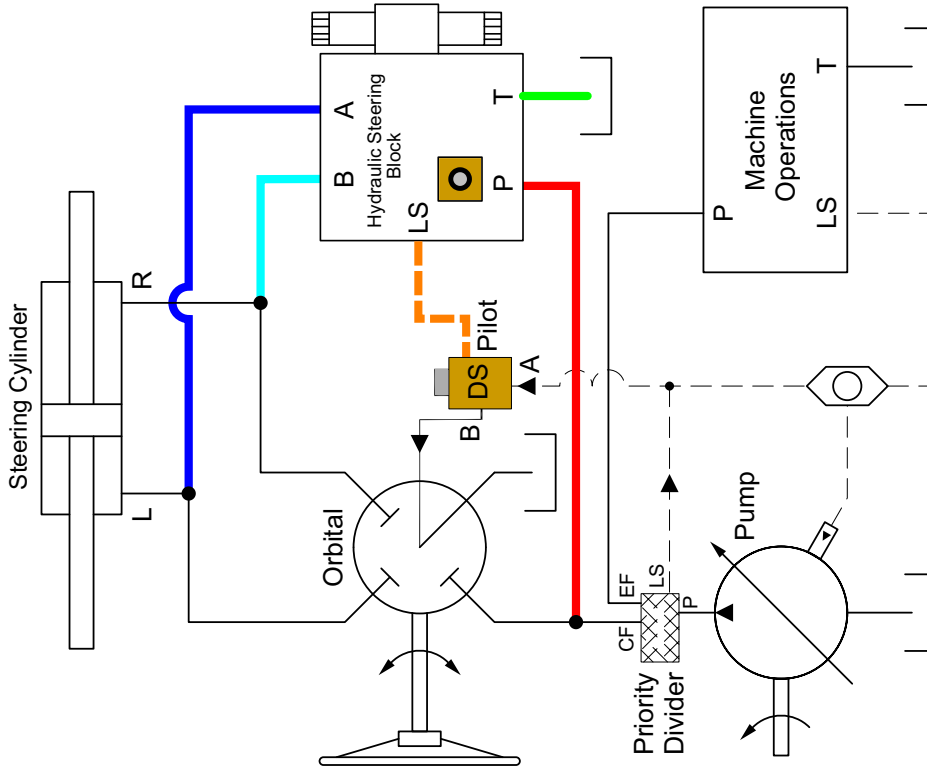 Steering Cylinder
L
R
Hydraulic Steering
Block
A
B
LS
T
P
Machine
Operations
P
T
LS
DS
Pilot
A
B
Orbital
CF
EF
LS
P
Priority
Divider
Pump